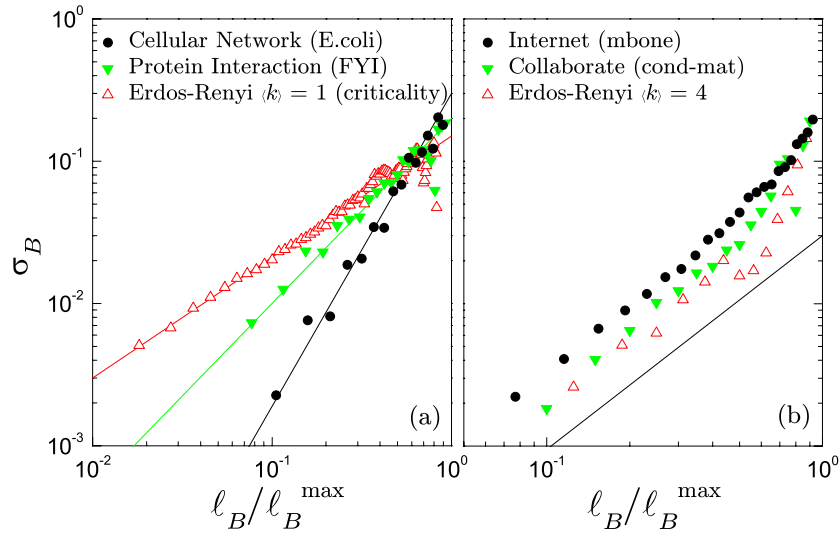 10^0
10^-1
10^-2
10^-3
σ_B
Cellular Network (E.coli)
Protein Interaction (FYI)
Erdos-Renyi ⟨k⟩ = 1 (criticality)
(a)
10^-2 10^-1 10^0
ℓ_B/ℓ_B^max
Internet (mbone)
Collaborate (cond-mat)
Erdos-Renyi ⟨k⟩ = 4
(b)
10^-1 10^0
ℓ_B/ℓ_B^max